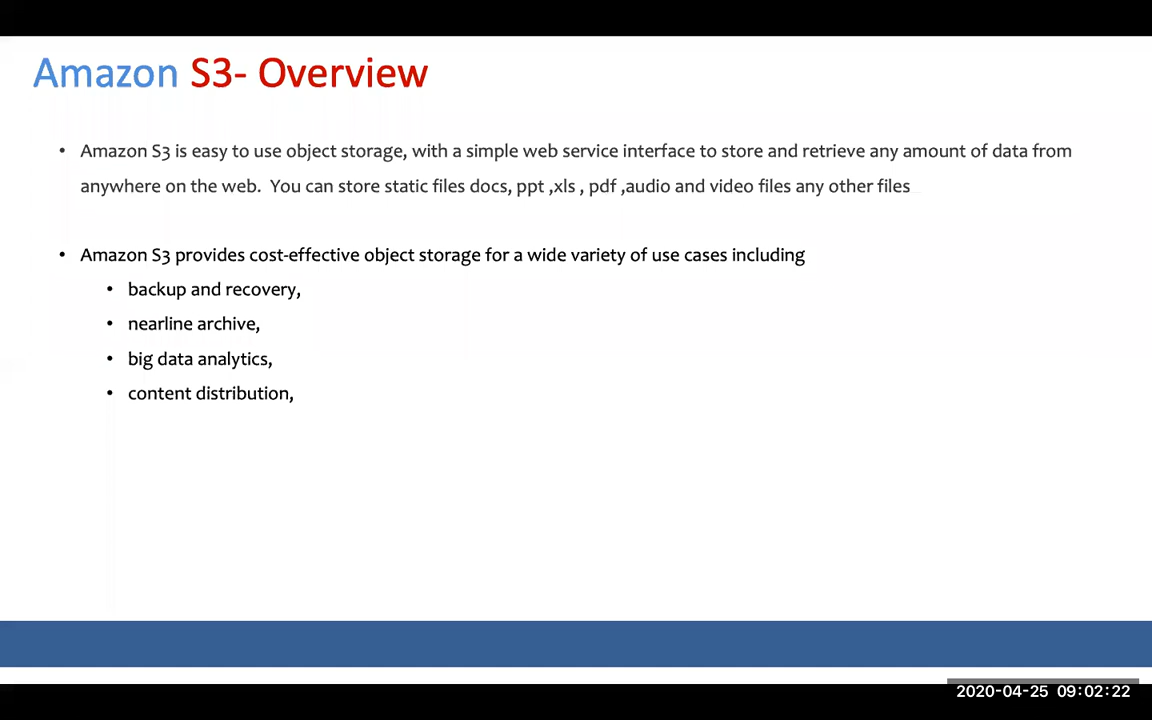 Amazon S3- Overview
• Amazon S3 is easy to use object storage, with a simple web service interface to store and retrieve any amount of data from
anywhere on the web.  You can store static files docs, ppt ,xls , pdf ,audio and video files any other files
• Amazon S3 provides cost-effective object storage for a wide variety of use cases including
• backup and recovery,
• nearline archive,
• big data analytics,
• content distribution,
2020-04-25 09:02:22